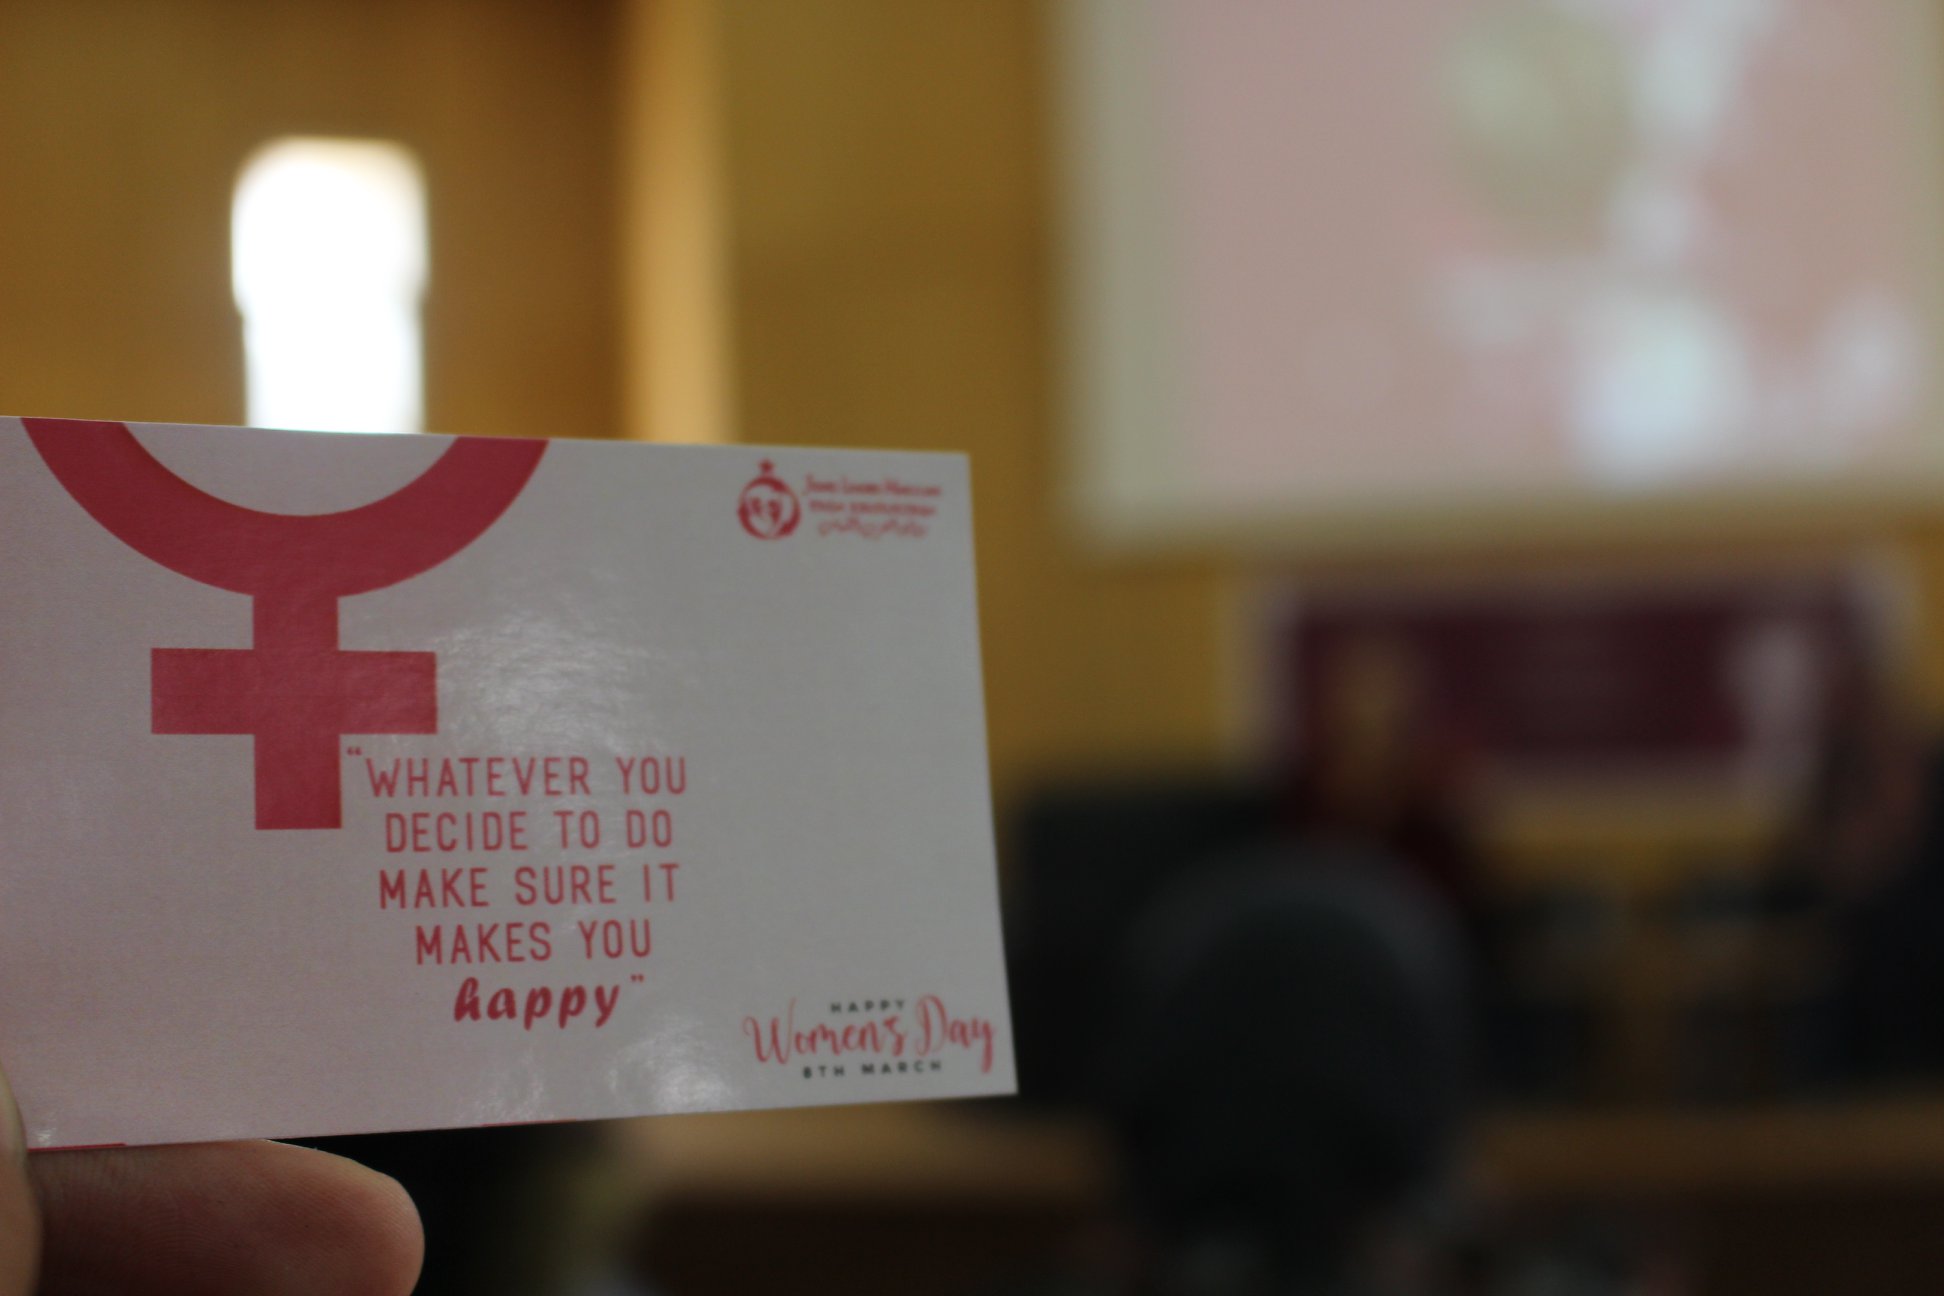 “WHATEVER YOU
DECIDE TO DO
MAKE SURE IT
MAKES YOU
happy”
HAPPY
Women's Day
8TH MARCH